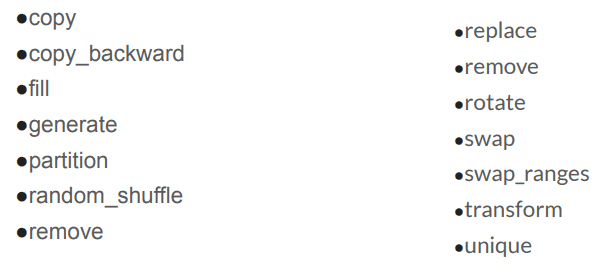 ●copy
●copy_backward
●fill
●generate
●partition
●random_shuffle
●remove
●replace
●remove
●rotate
●swap
●swap_ranges
●transform
●unique